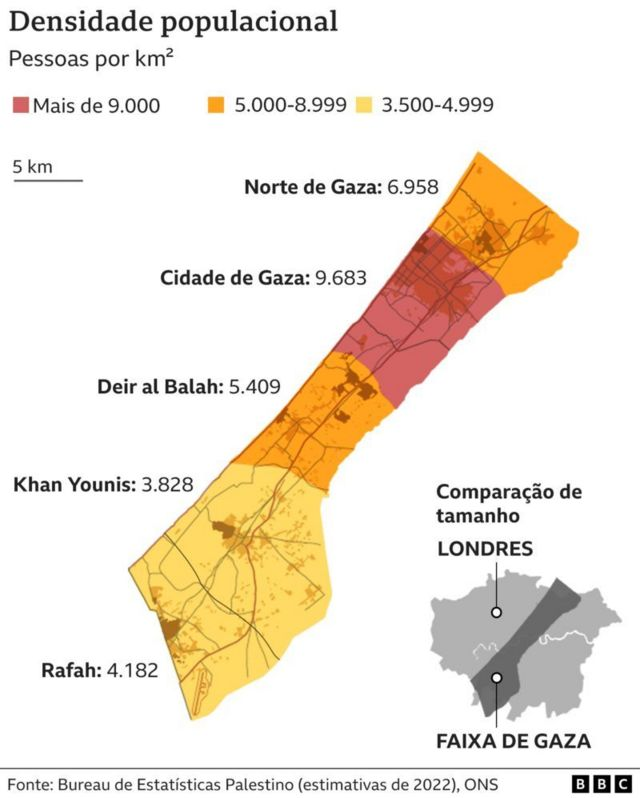 Densidade populacional
Pessoas por km²
Mais de 9.000
5.000-8.999
3.500-4.999
5 km
Norte de Gaza: 6.958
Cidade de Gaza: 9.683
Deir al Balah: 5.409
Khan Younis: 3.828
Rafah: 4.182
Comparação de
tamanho
LONDRES
FAIXA DE GAZA
Fonte: Bureau de Estatísticas Palestino (estimativas de 2022), ONS
BBC